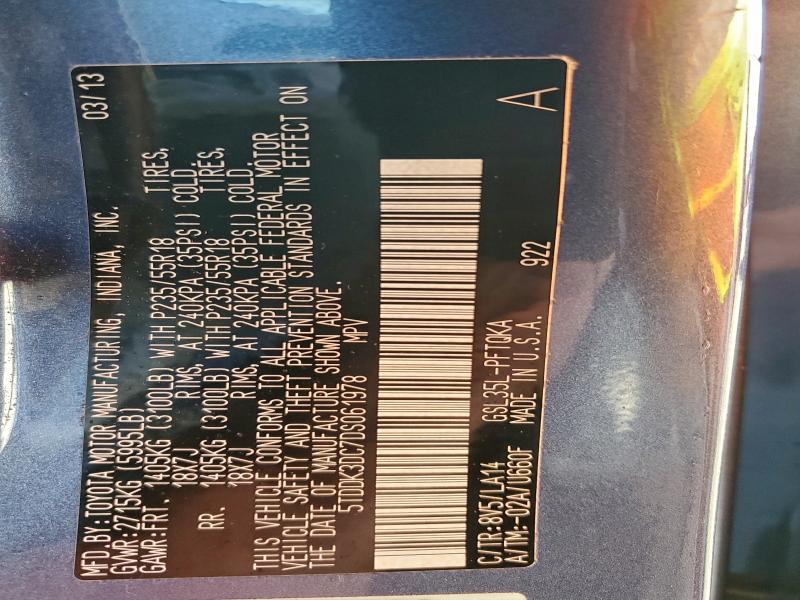 MFD.BY:TOYOTA MOTOR MANUFACTURING, INDIANA, INC. 03/13
GVWR:2715KG (5995LB)
GAWR:FRT. 1405KG (3100LB) WITH P235/55R18 TIRES,
18X7J RIMS, AT 240KPA (35PSI) COLD.
RR. 1405KG (3100LB) WITH P235/55R18 TIRES,
18X7J RIMS, AT 240KPA (35PSI) COLD.
THIS VEHICLE CONFORMS TO ALL APPLICABLE FEDERAL MOTOR
VEHICLE SAFETY AND THEFT PREVENTION STANDARDS IN EFFECT ON
THE DATE OF MANUFACTURE SHOWN ABOVE.
5TDDK3DC7DS061978 MPV
C/TR:8V5/LA14 GSL35L-PFTQKA
A/TM:-02A/U660F MADE IN U.S.A. 922
A